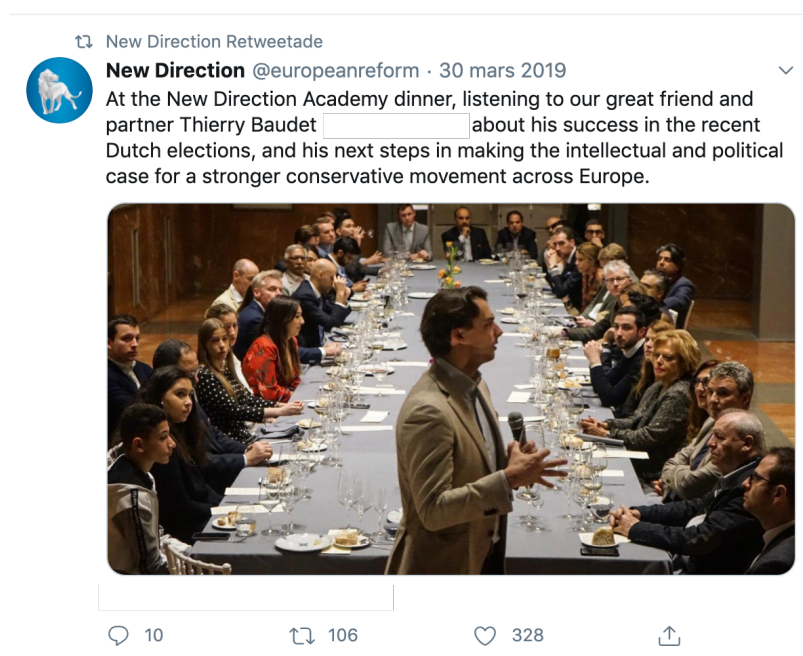 New Direction Retweetade
New Direction @europeanreform · 30 mars 2019
At the New Direction Academy dinner, listening to our great friend and
partner Thierry Baudet about his success in the recent
Dutch elections, and his next steps in making the intellectual and political
case for a stronger conservative movement across Europe.
10 106 328